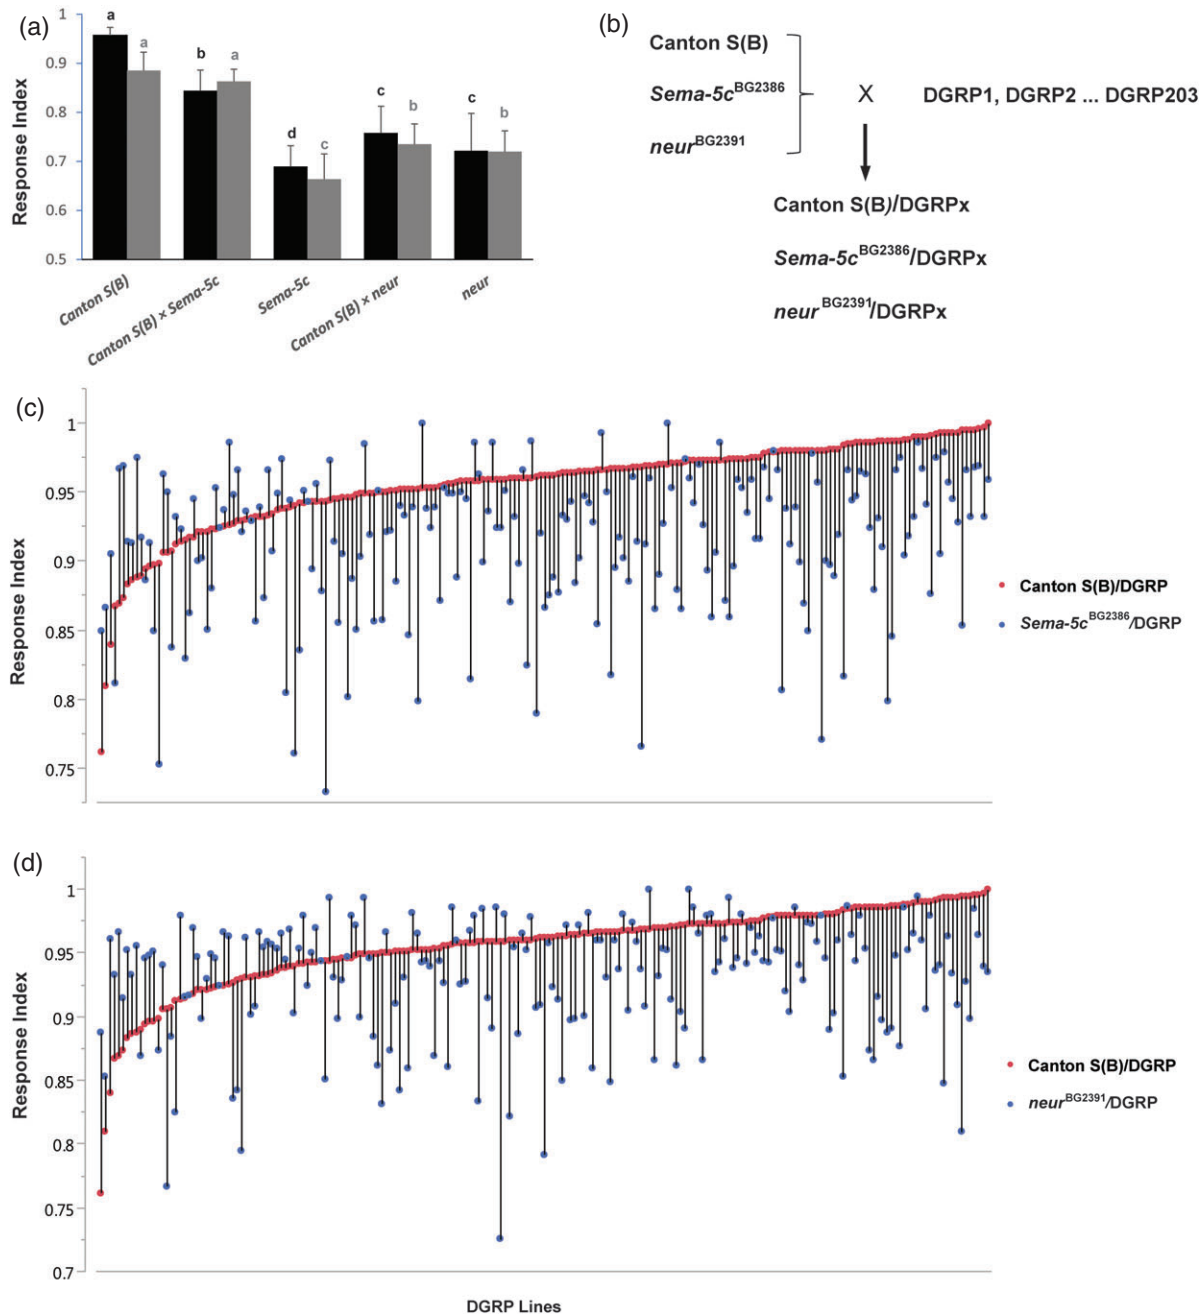 (a)
Response Index
1
0.9
0.8
0.7
0.6
0.5
a
a
b
a
d
c
c
b
c
b
Canton S(B)
Canton S(B) × Sema-5c
Sema-5c
Canton S(B) × neur
neur
(b)
Canton S(B)
Sema-5c^BG2386
neur^BG2391
X
DGRP1, DGRP2 ... DGRP203
Canton S(B)/DGRPx
Sema-5c^BG2386/DGRPx
neur^BG2391/DGRPx
(c)
Response Index
1
0.95
0.9
0.85
0.8
0.75
Canton S(B)/DGRP
Sema-5c^BG2386/DGRP
(d)
Response Index
1
0.95
0.9
0.85
0.8
0.75
0.7
Canton S(B)/DGRP
neur^BG2391/DGRP
DGRP Lines